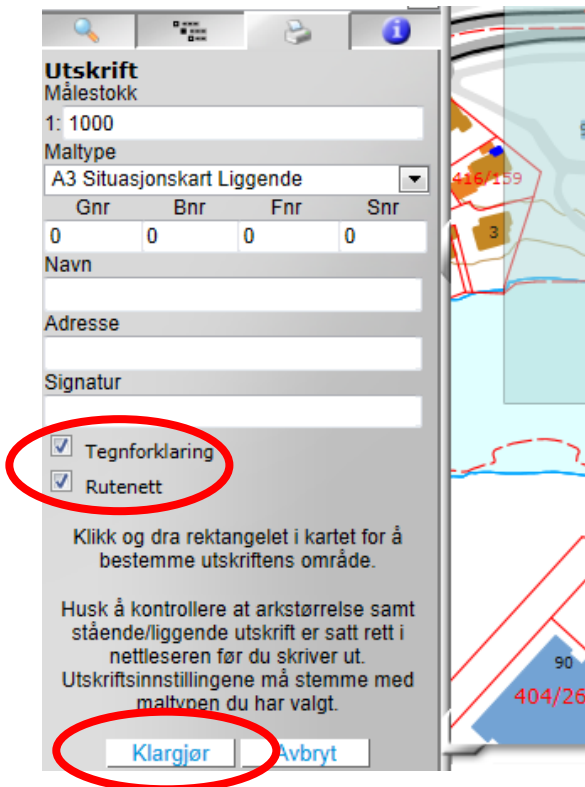 Utskrift
Målestokk
1: 1000
Maltype
A3 Situasjonskart Liggende
Gnr Bnr Fnr Snr
0 0 0 0
Navn
Adresse
Signatur
Tegnforklaring
Rutenett
Klikk og dra rektangelet i kartet for å
bestemme utskriftens område.
Husk å kontrollere at arkstørrelse samt
stående/liggende utskrift er satt rett i
nettleseren før du skriver ut.
Utskriftsinnstillingene må stemme med
maltypen du har valgt.
Klargjør Avbryt
416/159
3
90
404/26